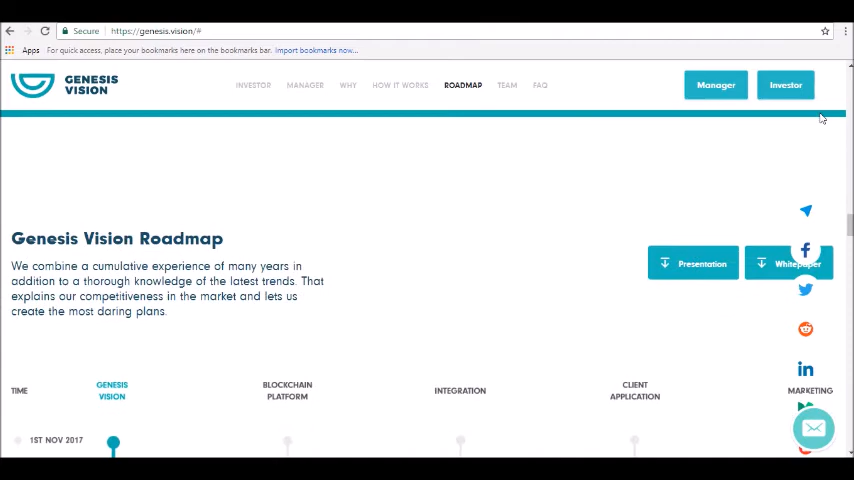 Secure https://genesis.vision/#
Apps For quick access, place your bookmarks here on the bookmarks bar. Import bookmarks now...
GENESIS
VISION
INVESTOR MANAGER WHY HOW IT WORKS ROADMAP TEAM FAQ
Manager Investor
Genesis Vision Roadmap
We combine a cumulative experience of many years in
addition to a thorough knowledge of the latest trends. That
explains our competitiveness in the market and lets us
create the most daring plans.
Presentation Whitepaper
TIME
GENESIS
VISION
BLOCKCHAIN
PLATFORM
INTEGRATION
CLIENT
APPLICATION
MARKETING
1ST NOV 2017